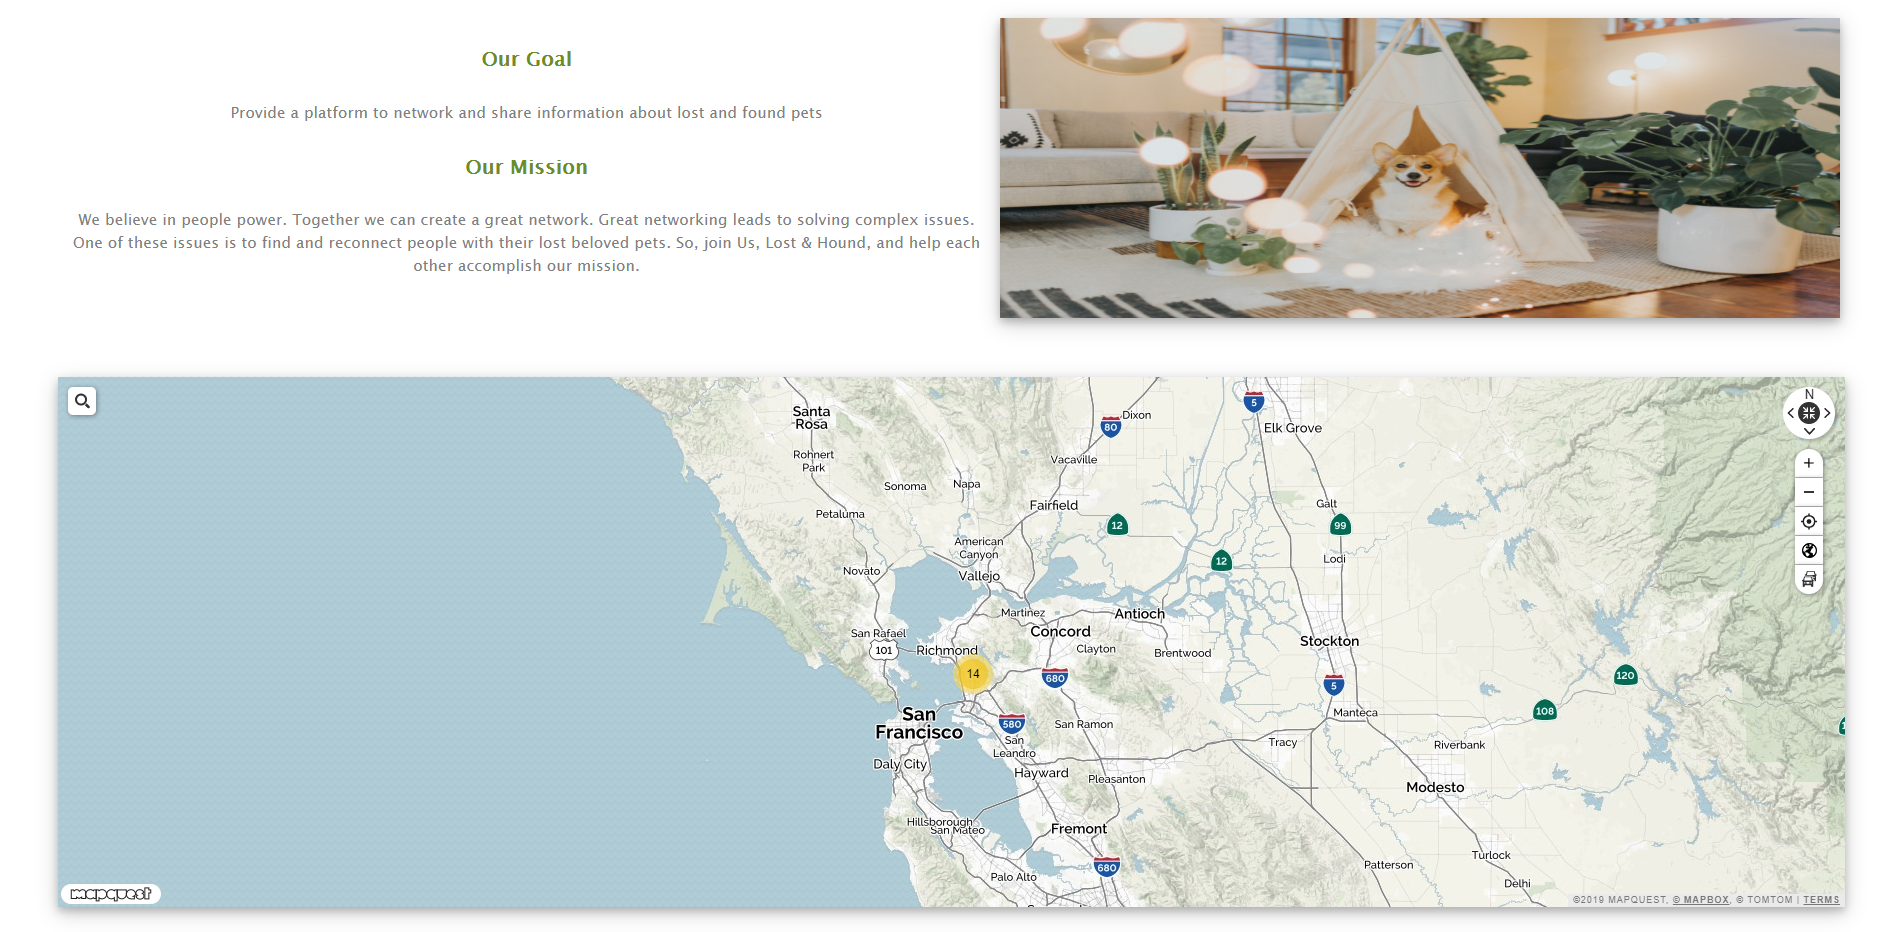 Our Goal
Provide a platform to network and share information about lost and found pets
Our Mission
We believe in people power. Together we can create a great network. Great networking leads to solving complex issues.
One of these issues is to find and reconnect people with their lost beloved pets. So, join Us, Lost & Hound, and help each
other accomplish our mission.
N
Santa
Rosa
Dixon
80
5
Elk Grove
Rohnert
Park
Vacaville
Sonoma
Napa
Fairfield
Galt
Petaluma
12
99
American
Canyon
12
Lodi
Novato
Vallejo
Martinez
Antioch
San Rafael
Concord
Stockton
101
Richmond
Clayton
Brentwood
14
680
5
120
San
Francisco
580
San Ramon
Manteca
108
San
Leandro
Tracy
Riverbank
Daly City
Hayward
Pleasanton
Modesto
Hillsborough
San Mateo
Fremont
680
Patterson
Turlock
Palo Alto
Delhi
mapquest
©2019 MAPQUEST, © MAPBOX, © TOMTOM | TERMS